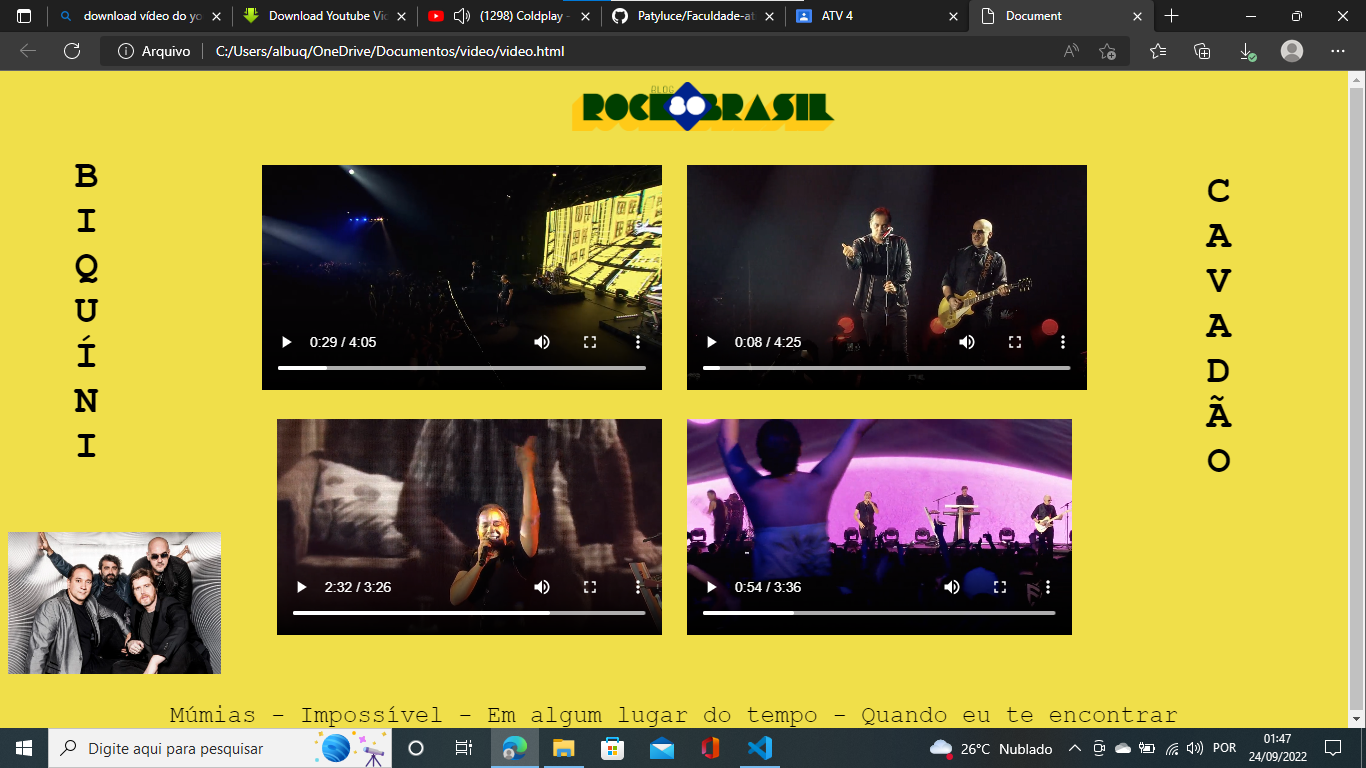 download vídeo do yo
Download Youtube Vid
(1298) Coldplay -
Patyluce/Faculdade-at
ATV 4
Document
Arquivo
C:/Users/albuq/OneDrive/Documentos/video/video.html
BLOG
ROCK 80 BRASIL
B
I
Q
U
Í
N
I
C
A
V
A
D
Ã
O
0:29 / 4:05
0:08 / 4:25
2:32 / 3:26
0:54 / 3:36
Múmias - Impossível - Em algum lugar do tempo - Quando eu te encontrar
Digite aqui para pesquisar
26°C Nublado
POR
01:47
24/09/2022